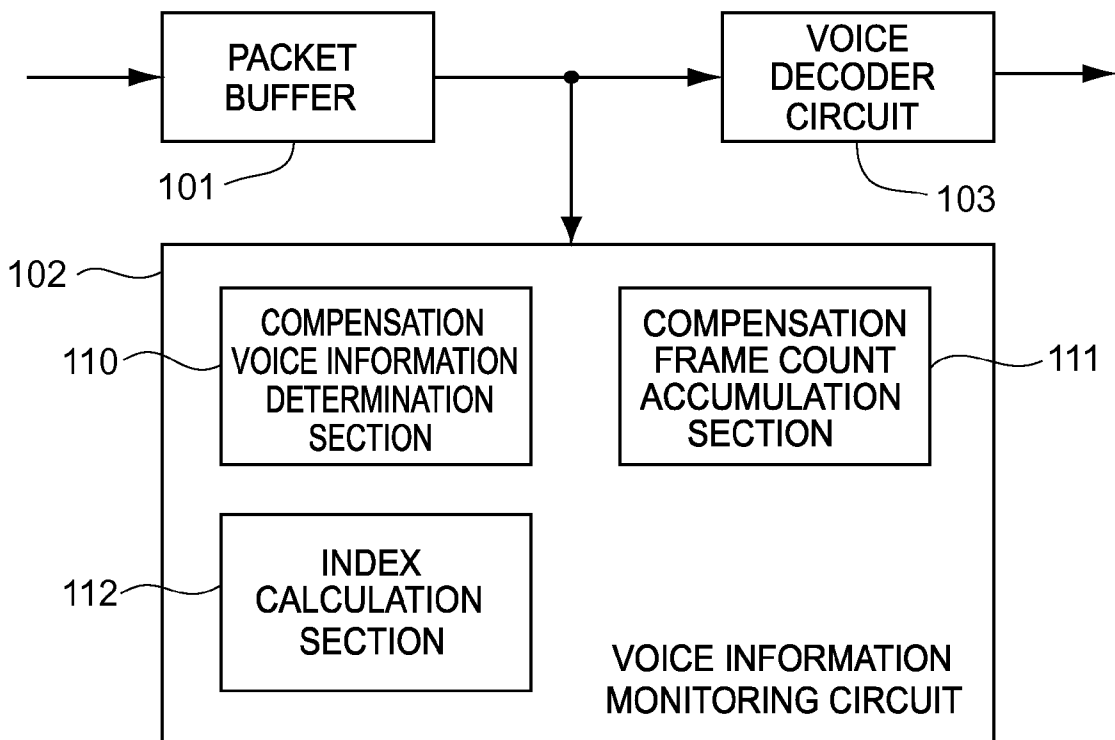 PACKET
BUFFER
VOICE
DECODER
CIRCUIT
101
103
102
COMPENSATION
VOICE INFORMATION
DETERMINATION
SECTION
110
COMPENSATION
FRAME COUNT
ACCUMULATION
SECTION
111
INDEX
CALCULATION
SECTION
112
VOICE INFORMATION
MONITORING CIRCUIT